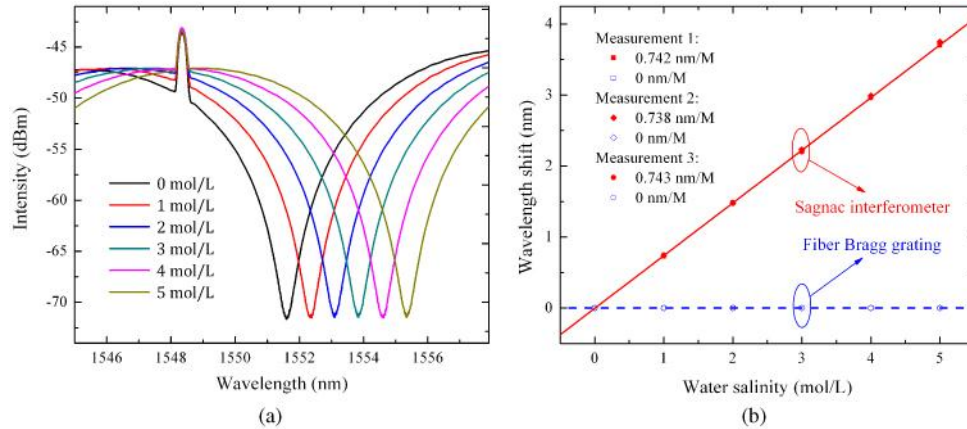 -45
-50
-55
-60
-65
-70
Intensity (dBm)
0 mol/L
1 mol/L
2 mol/L
3 mol/L
4 mol/L
5 mol/L
1546
1548
1550
1552
1554
1556
Wavelength (nm)
(a)
4
3
2
1
0
Wavelength shift (nm)
Measurement 1:
0.742 nm/M
0 nm/M
Measurement 2:
0.738 nm/M
0 nm/M
Measurement 3:
0.743 nm/M
0 nm/M
Sagnac interferometer
Fiber Bragg grating
0
1
2
3
4
5
Water salinity (mol/L)
(b)